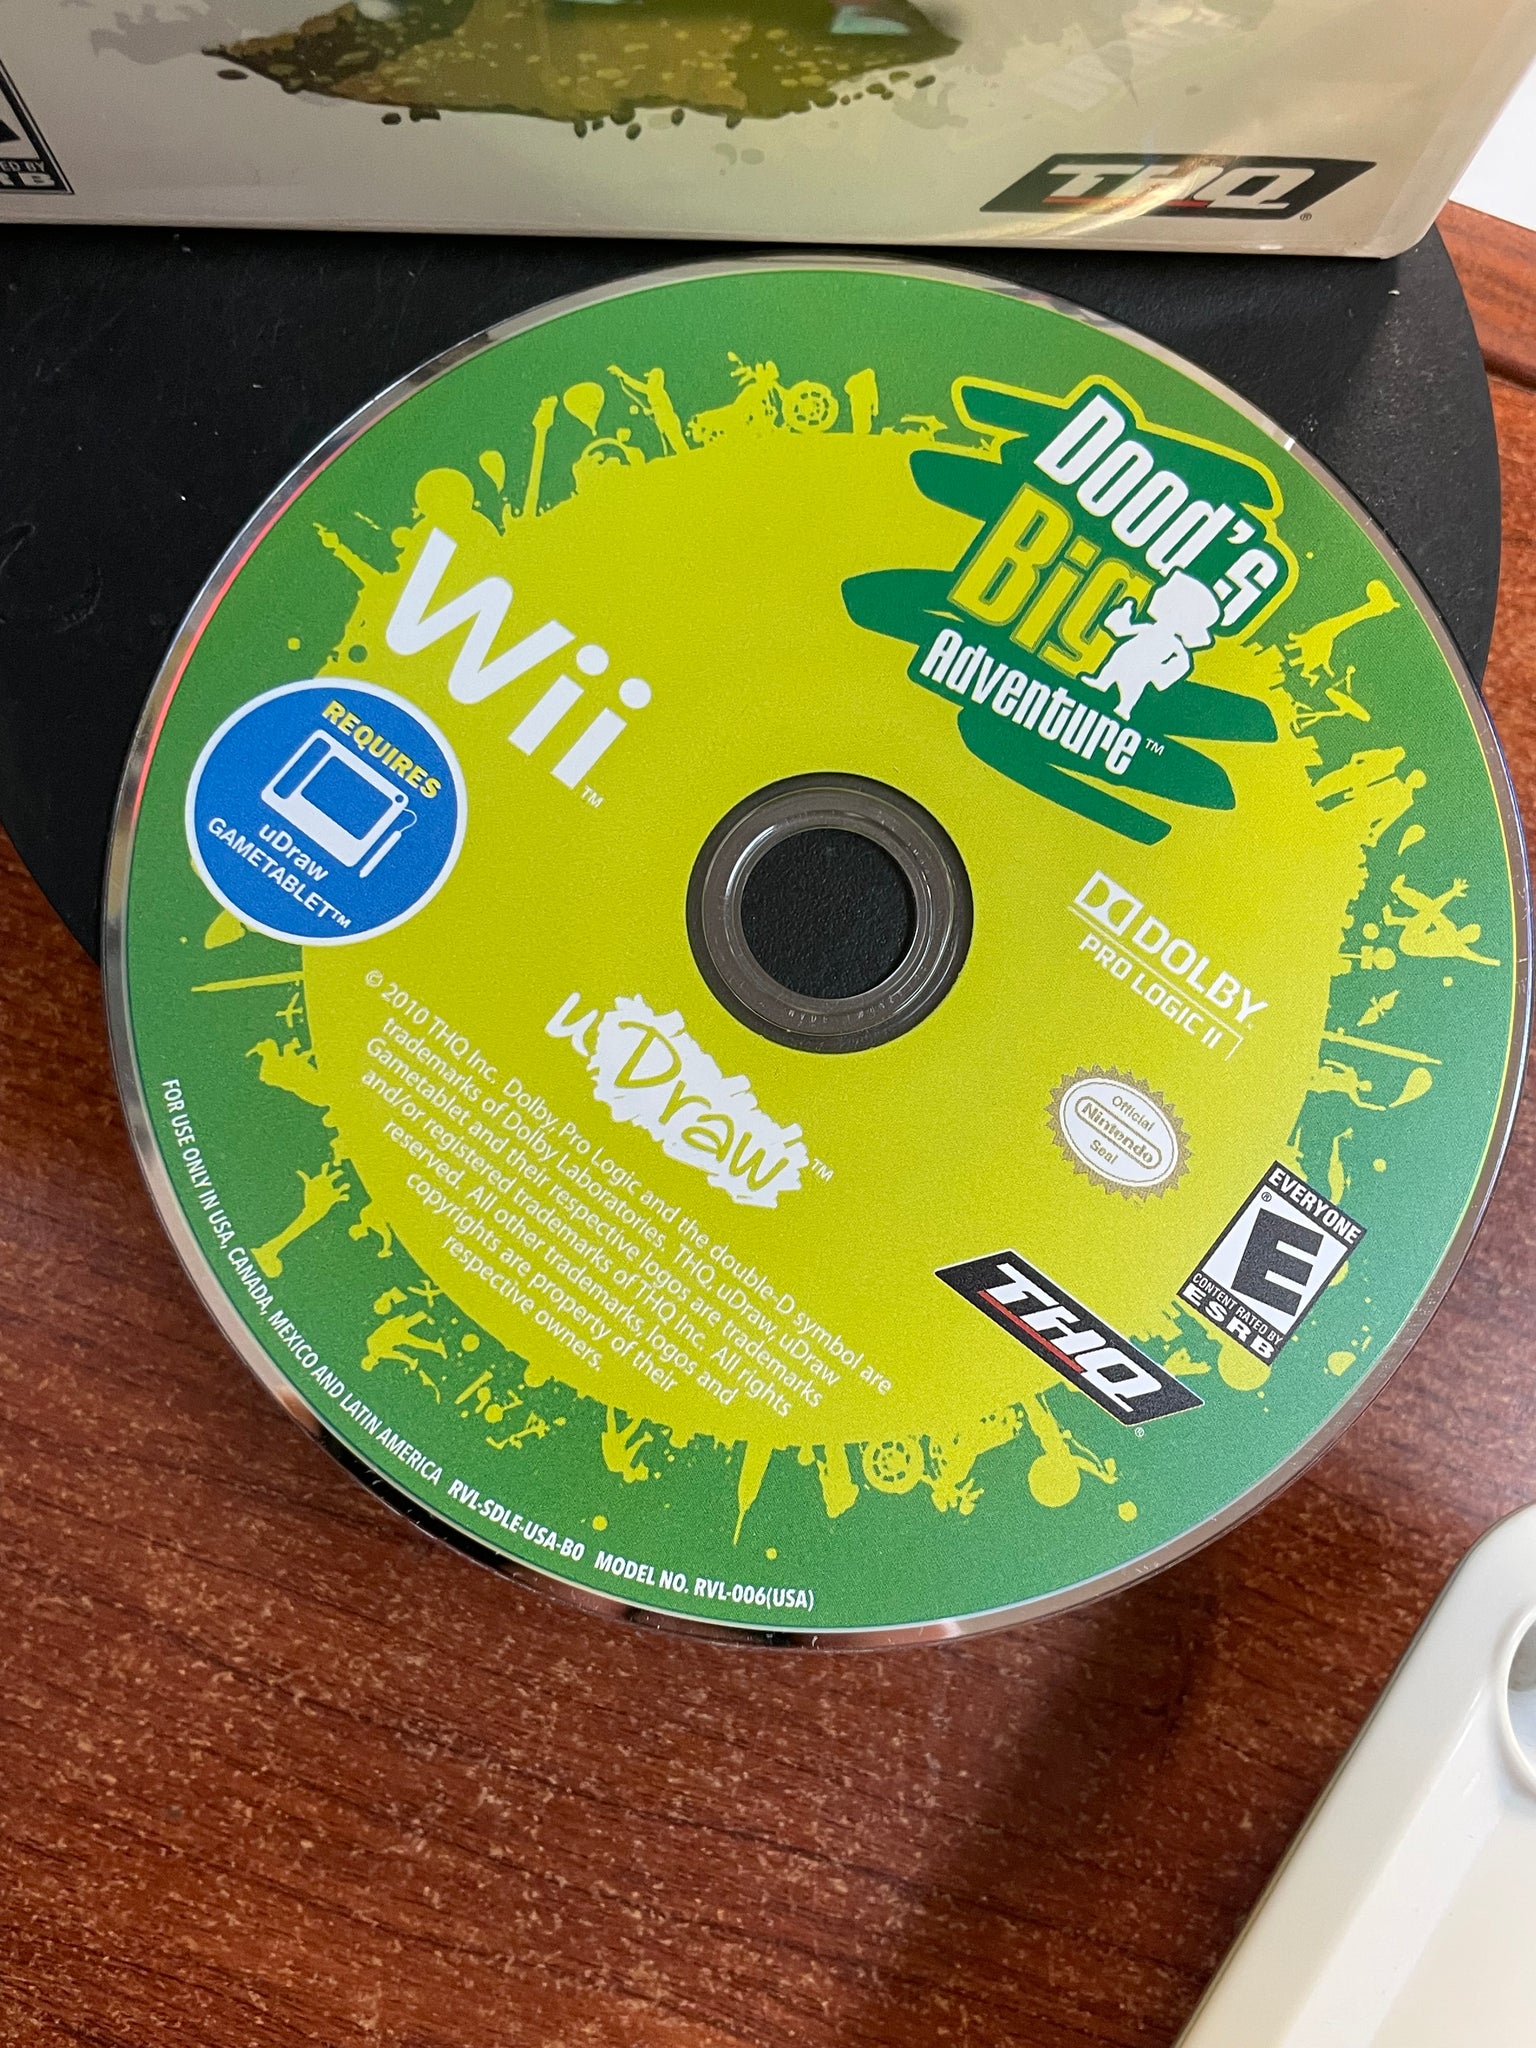 RB
THQ
®
Dood's
Big
Adventure™
Wii™
REQUIRES
uDraw
GAMETABLET™
DOLBY
PRO LOGIC II
uDraw™
Official
Nintendo
Seal
EVERYONE
E
®
CONTENT RATED BY
ESRB
THQ
®
© 2010 THQ Inc. Dolby, Pro Logic and the double-D symbol are
trademarks of Dolby Laboratories. THQ, uDraw, uDraw
Gametablet and their respective logos are trademarks
and/or registered trademarks of THQ Inc. All rights
reserved. All other trademarks, logos and
copyrights are property of their
respective owners.
FOR USE ONLY IN USA, CANADA, MEXICO AND LATIN AMERICA RVL-SDLE-USA-B0 MODEL NO. RVL-006(USA)